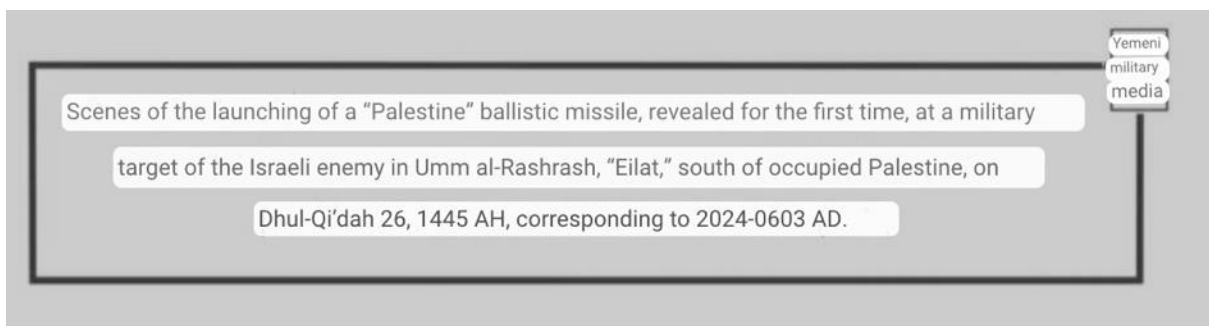 Yemeni
military
media
Scenes of the launching of a “Palestine” ballistic missile, revealed for the first time, at a military
target of the Israeli enemy in Umm al-Rashrash, “Eilat,” south of occupied Palestine, on
Dhul-Qi’dah 26, 1445 AH, corresponding to 2024-0603 AD.